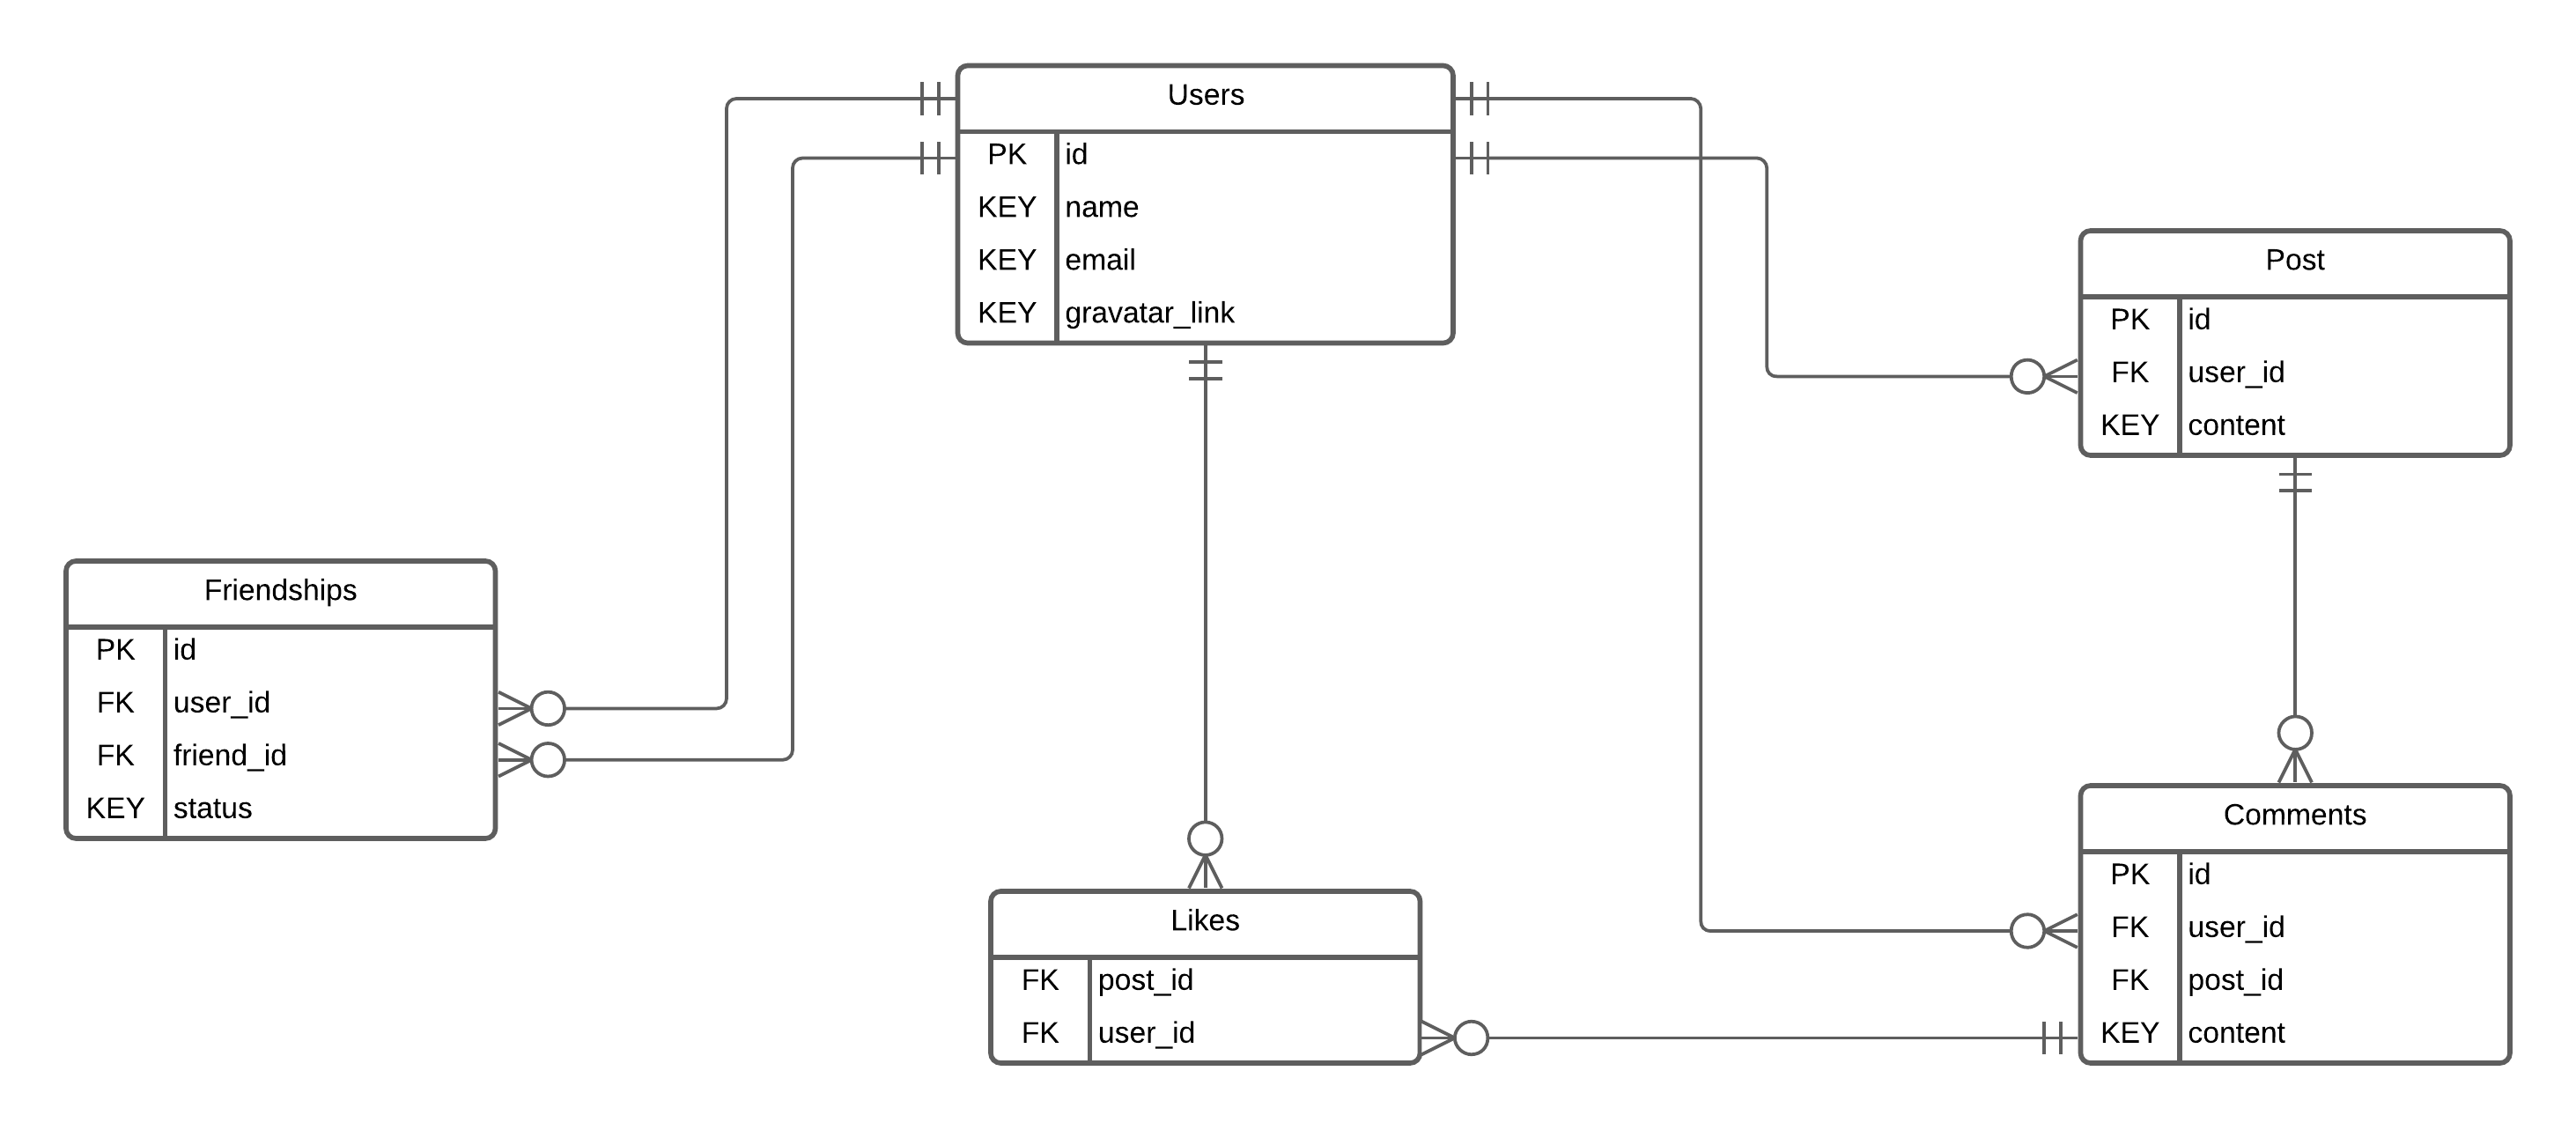 Users
PK id
KEY name
KEY email
KEY gravatar_link
Post
PK id
FK user_id
KEY content
Friendships
PK id
FK user_id
FK friend_id
KEY status
Likes
FK post_id
FK user_id
Comments
PK id
FK user_id
FK post_id
KEY content